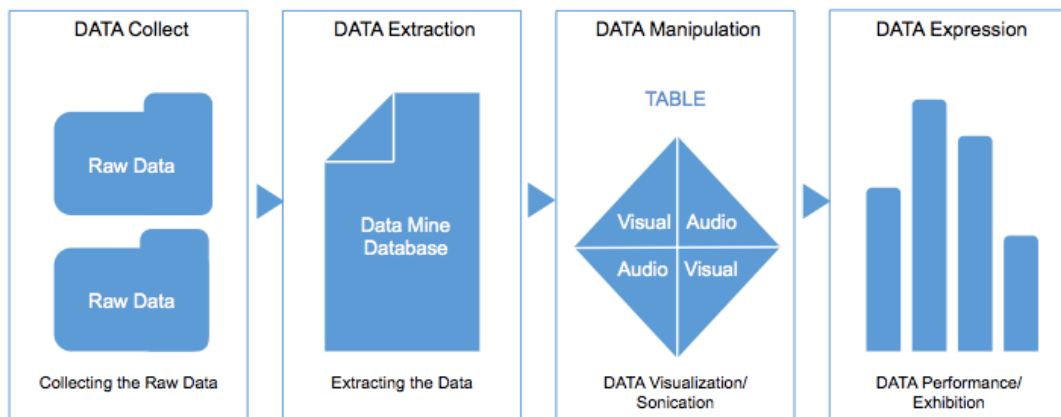 DATA Collect
Raw Data
Raw Data
Collecting the Raw Data
DATA Extraction
Data Mine
Database
Extracting the Data
DATA Manipulation
TABLE
Visual Audio
Audio Visual
DATA Visualization/
Sonication
DATA Expression
DATA Performance/
Exhibition